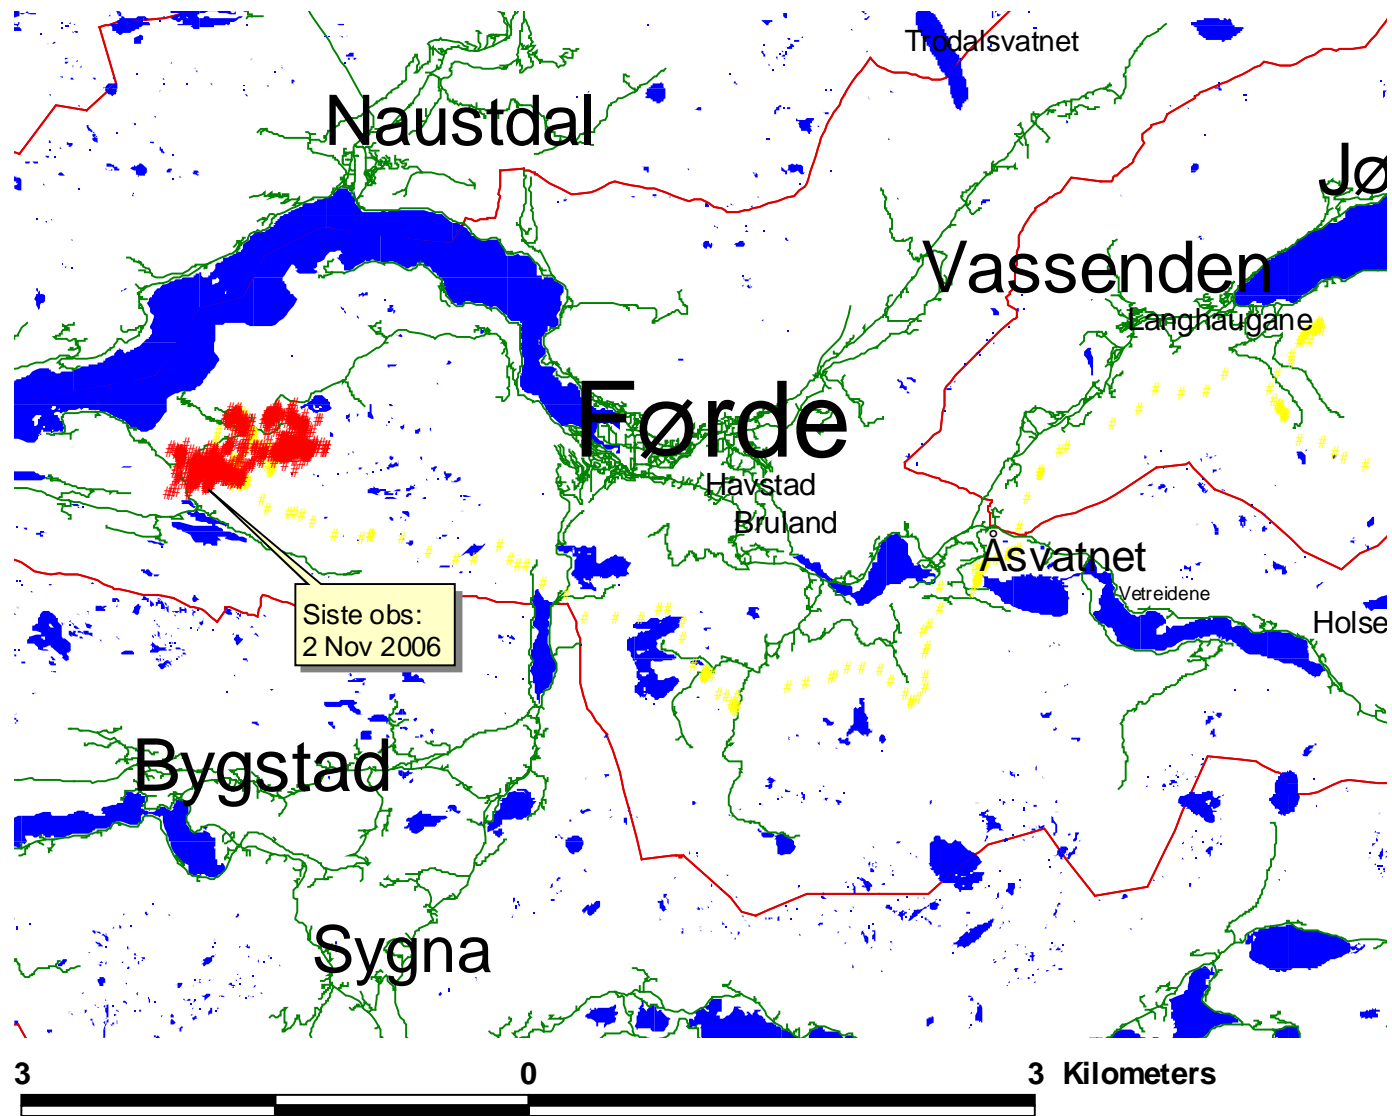 Trodalsvatnet
Naustdal
Jø
Vassenden
Langhaugane
Førde
Havstad
Bruland
Åsvatnet
Vetreidene
Holse
Siste obs:
2 Nov 2006
Bygstad
Sygna
3 0 3 Kilometers